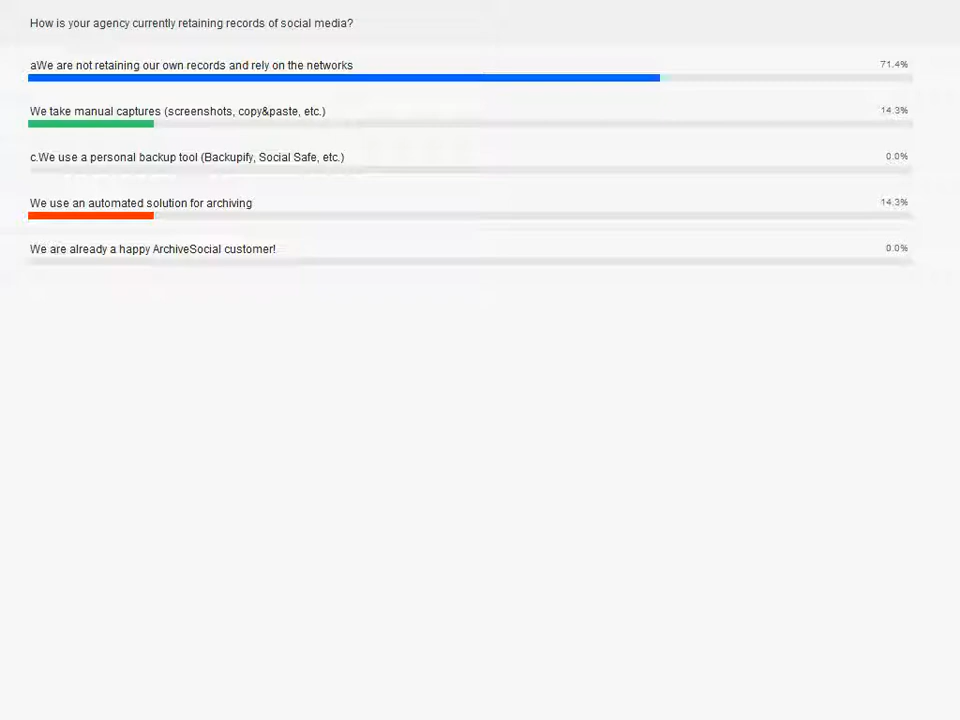 How is your agency currently retaining records of social media?
aWe are not retaining our own records and rely on the networks 71.4%
We take manual captures (screenshots, copy&paste, etc.) 14.3%
c.We use a personal backup tool (Backupify, Social Safe, etc.) 0.0%
We use an automated solution for archiving 14.3%
We are already a happy ArchiveSocial customer! 0.0%